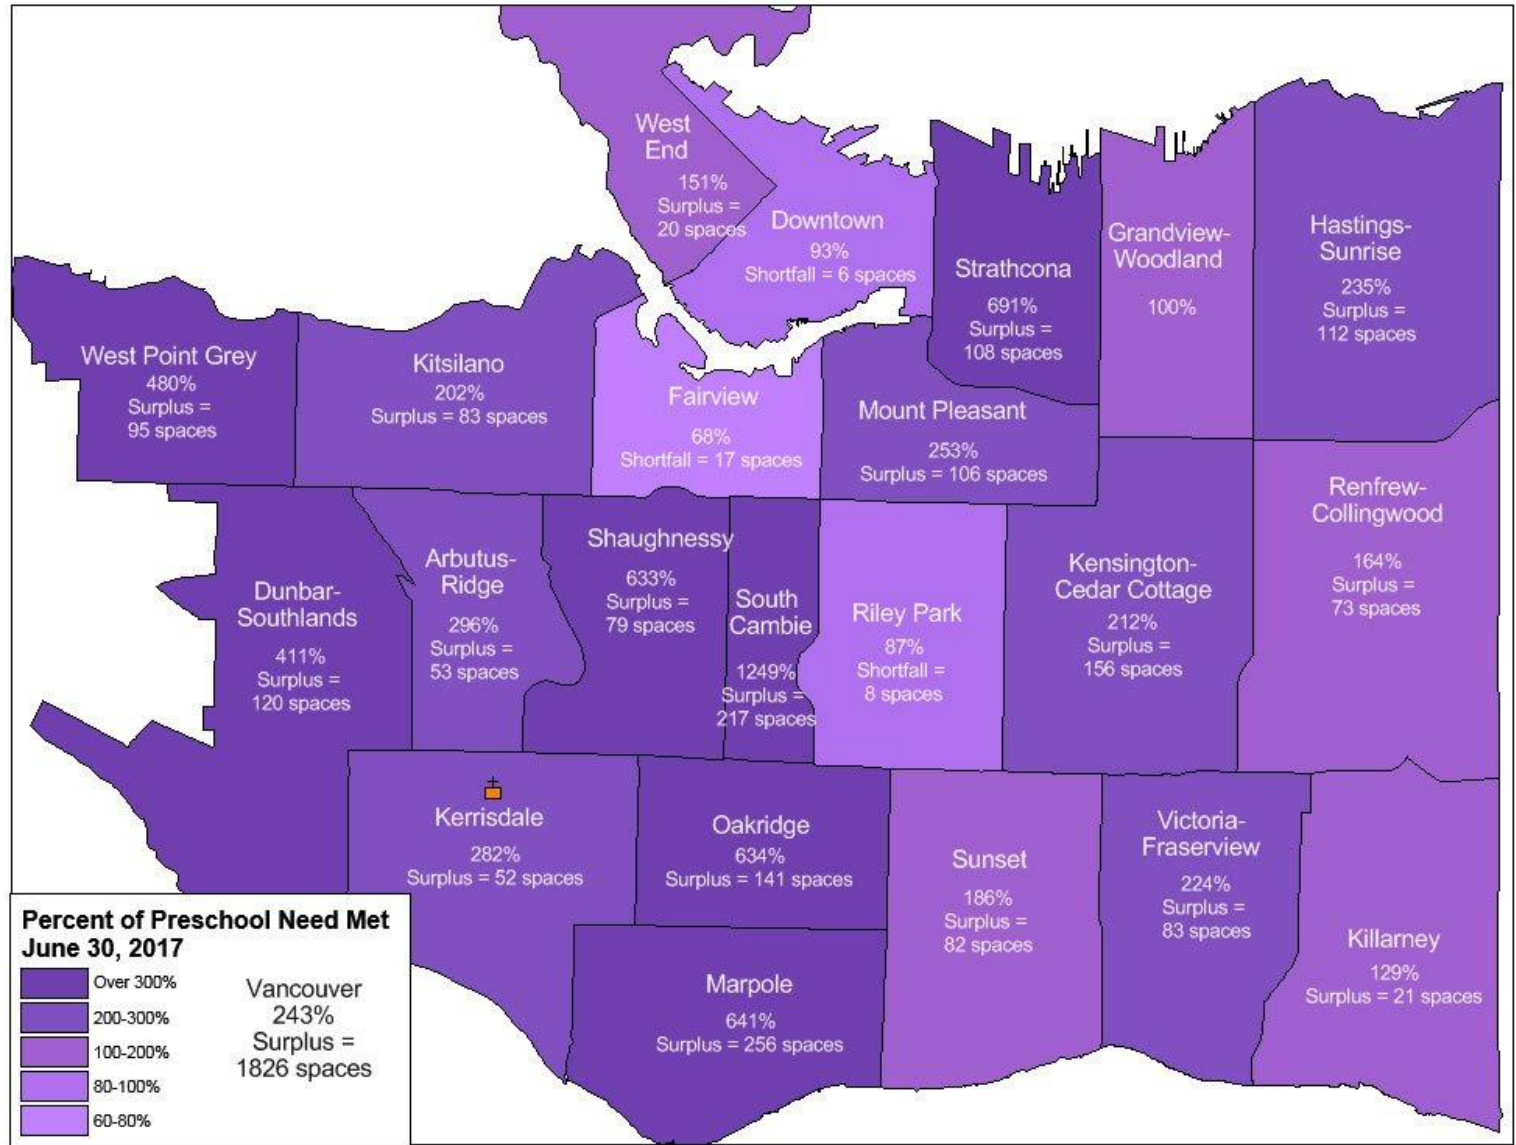 West
End
151%
Surplus =
20 spaces
Downtown
93%
Shortfall = 6 spaces
Strathcona
691%
Surplus =
108 spaces
Grandview-
Woodland
100%
Hastings-
Sunrise
235%
Surplus =
112 spaces
West Point Grey
480%
Surplus =
95 spaces
Kitsilano
202%
Surplus = 83 spaces
Fairview
68%
Shortfall = 17 spaces
Mount Pleasant
253%
Surplus = 106 spaces
Renfrew-
Collingwood
164%
Surplus =
73 spaces
Dunbar-
Southlands
411%
Surplus =
120 spaces
Arbutus-
Ridge
296%
Surplus =
53 spaces
Shaughnessy
633%
Surplus =
79 spaces
South
Cambie
1249%
Surplus =
217 spaces
Riley Park
87%
Shortfall =
8 spaces
Kensington-
Cedar Cottage
212%
Surplus =
156 spaces
Kerrisdale
282%
Surplus = 52 spaces
Oakridge
634%
Surplus = 141 spaces
Sunset
186%
Surplus =
82 spaces
Victoria-
Fraserview
224%
Surplus =
83 spaces
Killarney
129%
Surplus = 21 spaces
Marpole
641%
Surplus = 256 spaces
Percent of Preschool Need Met
June 30, 2017
Over 300%
200-300%
100-200%
80-100%
60-80%
Vancouver
243%
Surplus =
1826 spaces